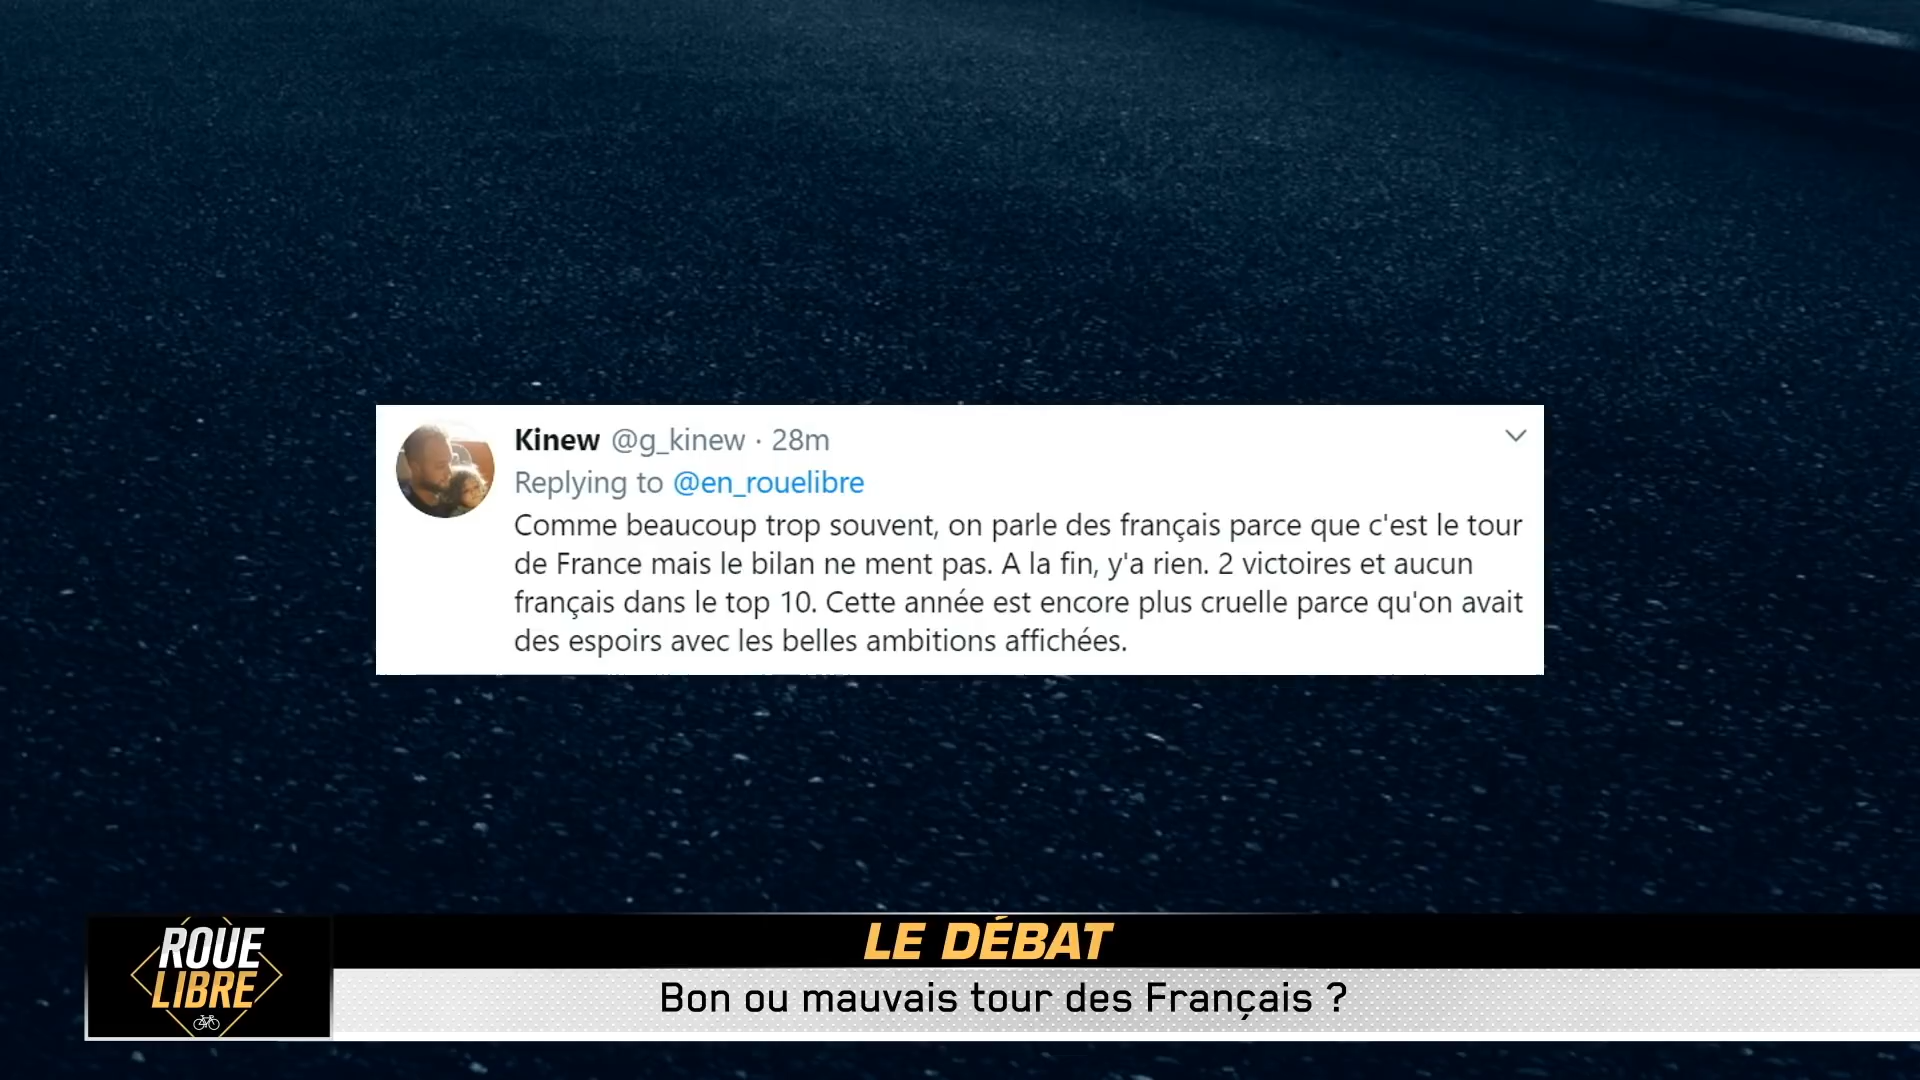 Kinew @g_kinew · 28m
Replying to @en_rouelibre
Comme beaucoup trop souvent, on parle des français parce que c'est le tour
de France mais le bilan ne ment pas. A la fin, y'a rien. 2 victoires et aucun
français dans le top 10. Cette année est encore plus cruelle parce qu'on avait
des espoirs avec les belles ambitions affichées.
ROUE
LIBRE
LE DÉBAT
Bon ou mauvais tour des Français ?